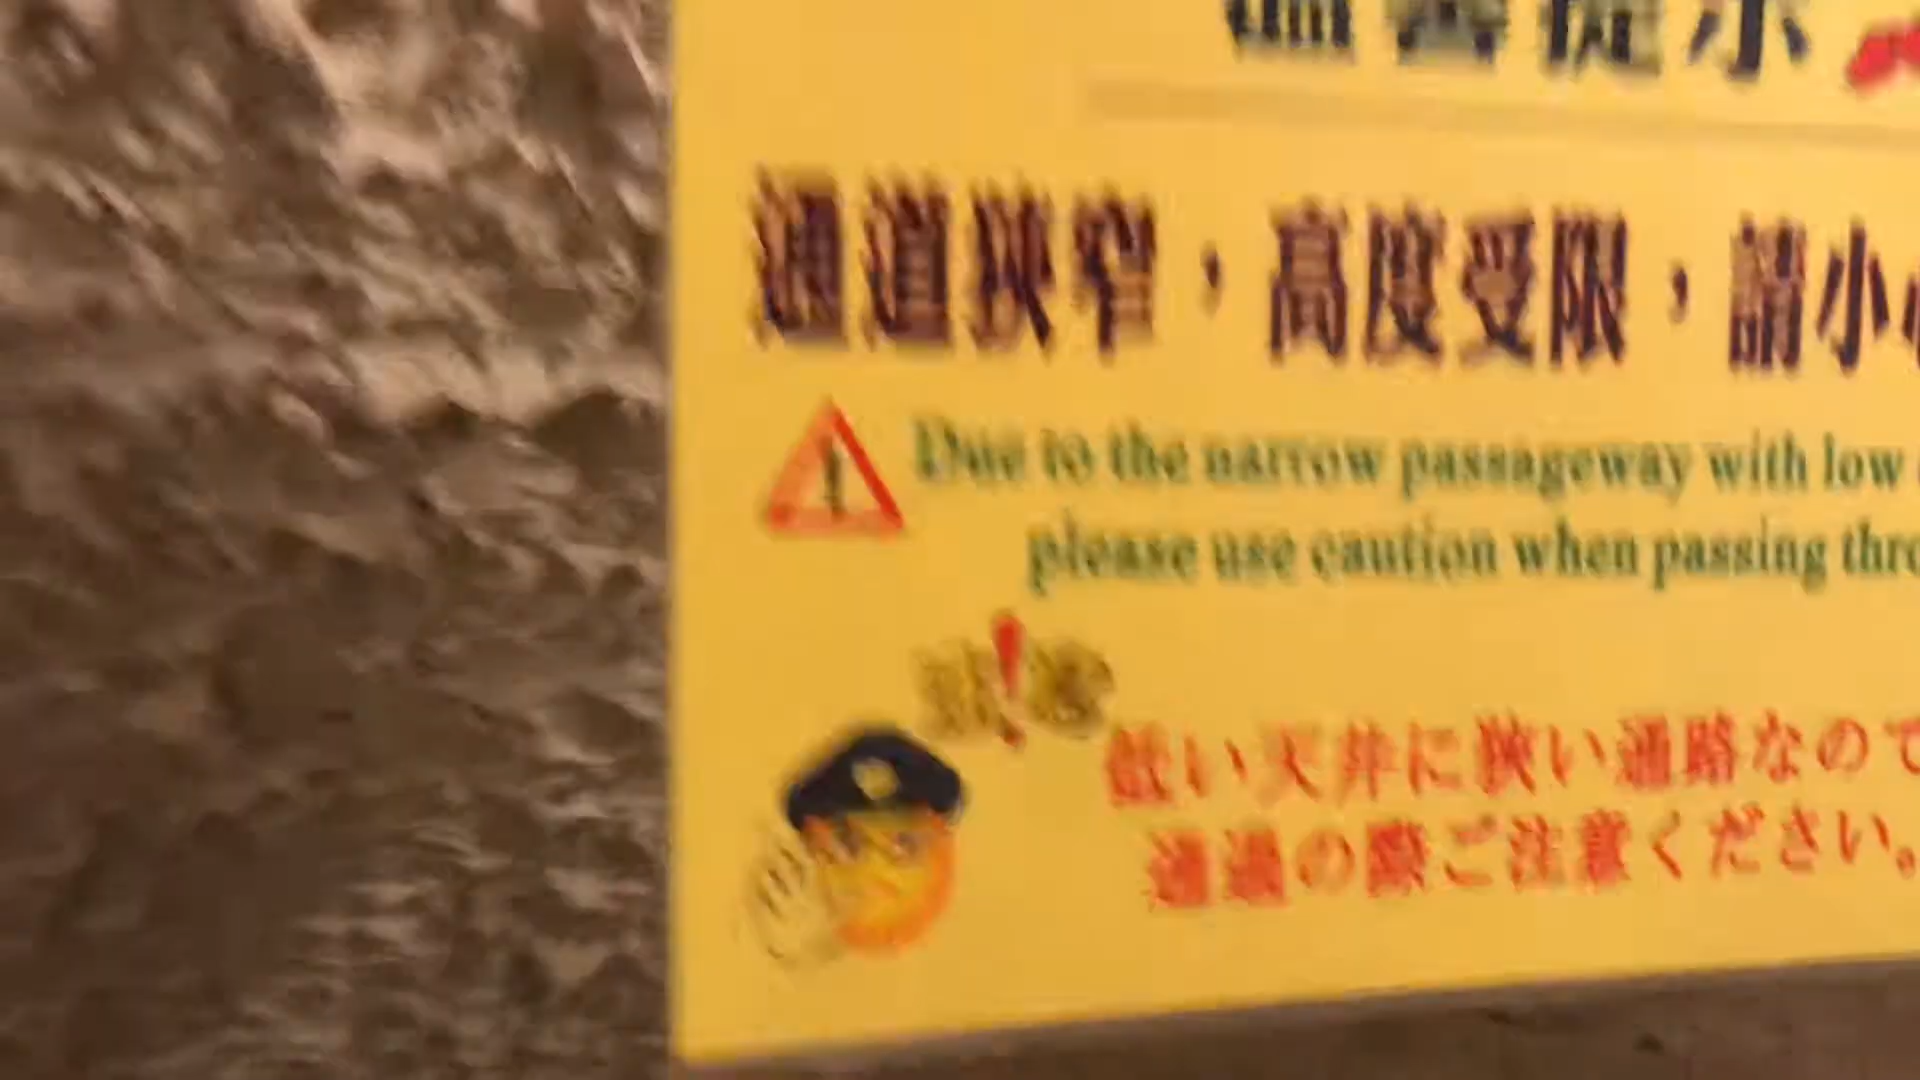 溫馨提示
通道狹窄，高度受限，請小心
Due to the narrow passageway with low
please use caution when passing thro
低い天井に狭い通路なので
通過の際ご注意ください。